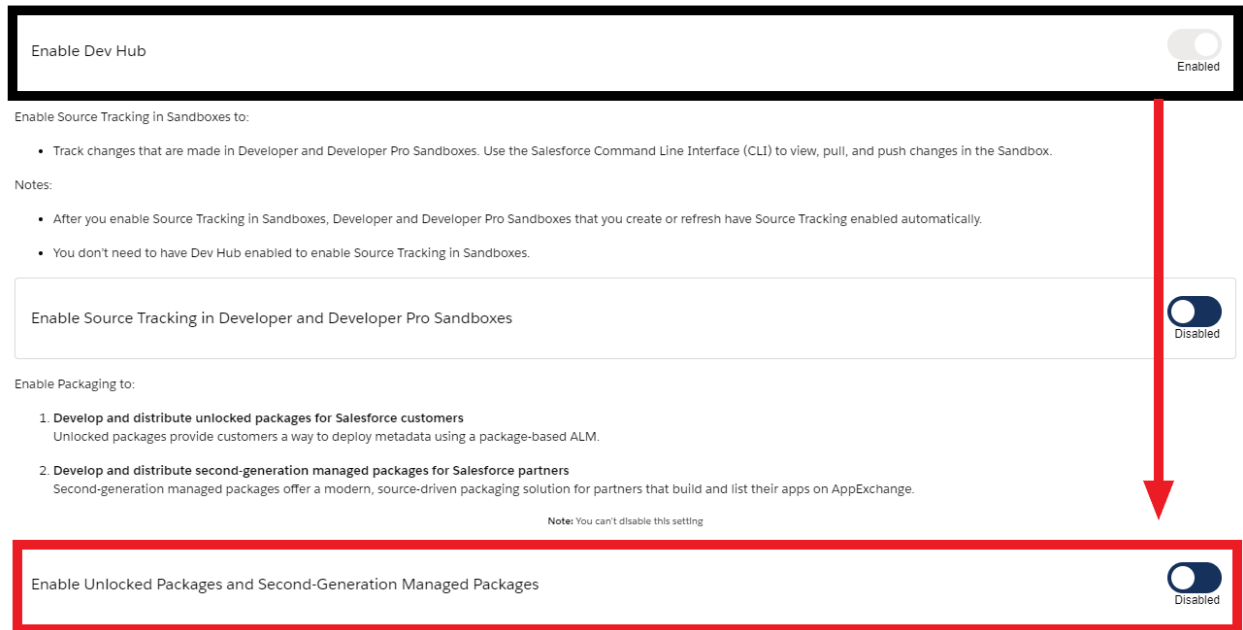 Enable Dev Hub
Enabled
Enable Source Tracking in Sandboxes to:
• Track changes that are made in Developer and Developer Pro Sandboxes. Use the Salesforce Command Line Interface (CLI) to view, pull, and push changes in the Sandbox.
Notes:
• After you enable Source Tracking in Sandboxes, Developer and Developer Pro Sandboxes that you create or refresh have Source Tracking enabled automatically.
• You don't need to have Dev Hub enabled to enable Source Tracking in Sandboxes.
Enable Source Tracking in Developer and Developer Pro Sandboxes
Disabled
Enable Packaging to:
1. Develop and distribute unlocked packages for Salesforce customers
Unlocked packages provide customers a way to deploy metadata using a package-based ALM.
2. Develop and distribute second-generation managed packages for Salesforce partners
Second-generation managed packages offer a modern, source-driven packaging solution for partners that build and list their apps on AppExchange.
Note: You can't disable this setting
Enable Unlocked Packages and Second-Generation Managed Packages
Disabled